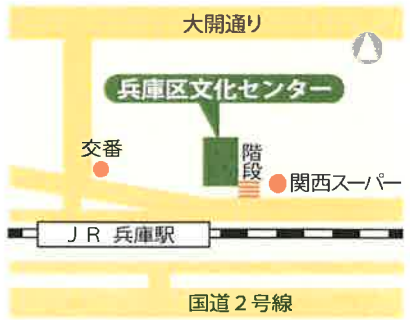 大開通り
兵庫区文化センター
交番
階段
関西スーパー
JR 兵庫駅
国道2号線